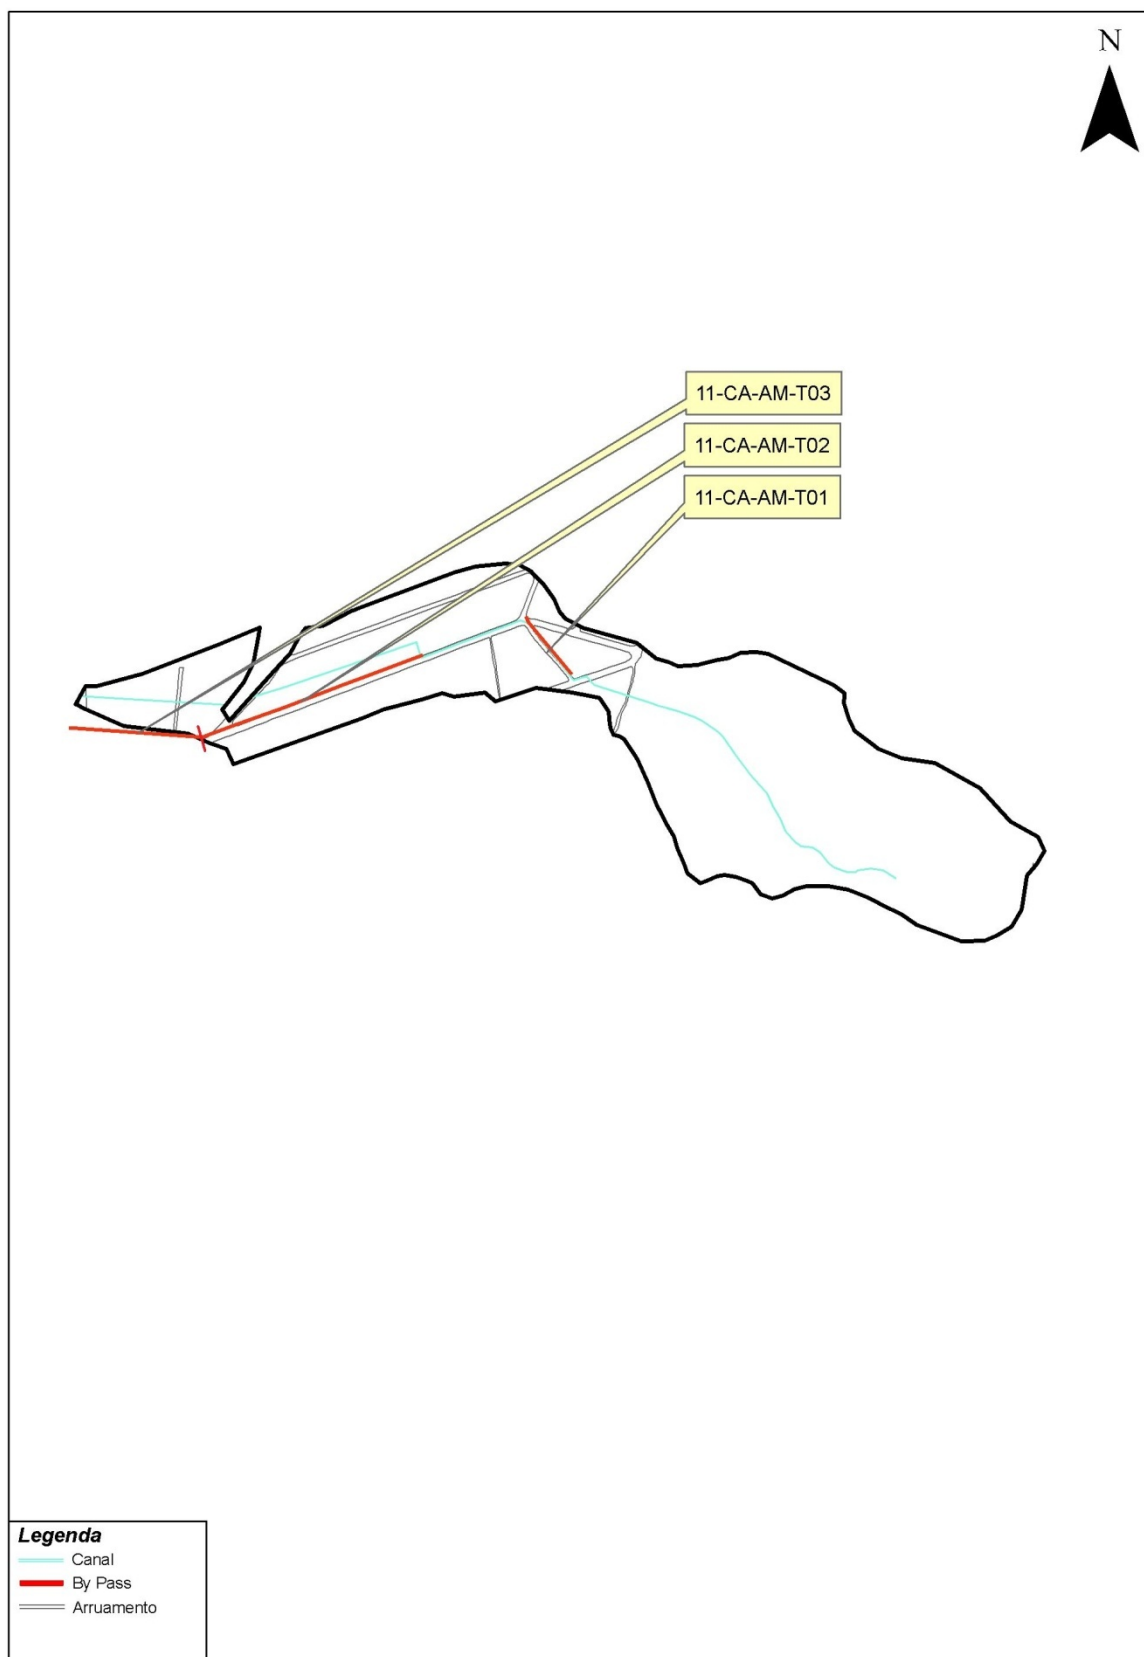 N
11-CA-AM-T03
11-CA-AM-T02
11-CA-AM-T01
Legenda
Canal
By Pass
Arruamento